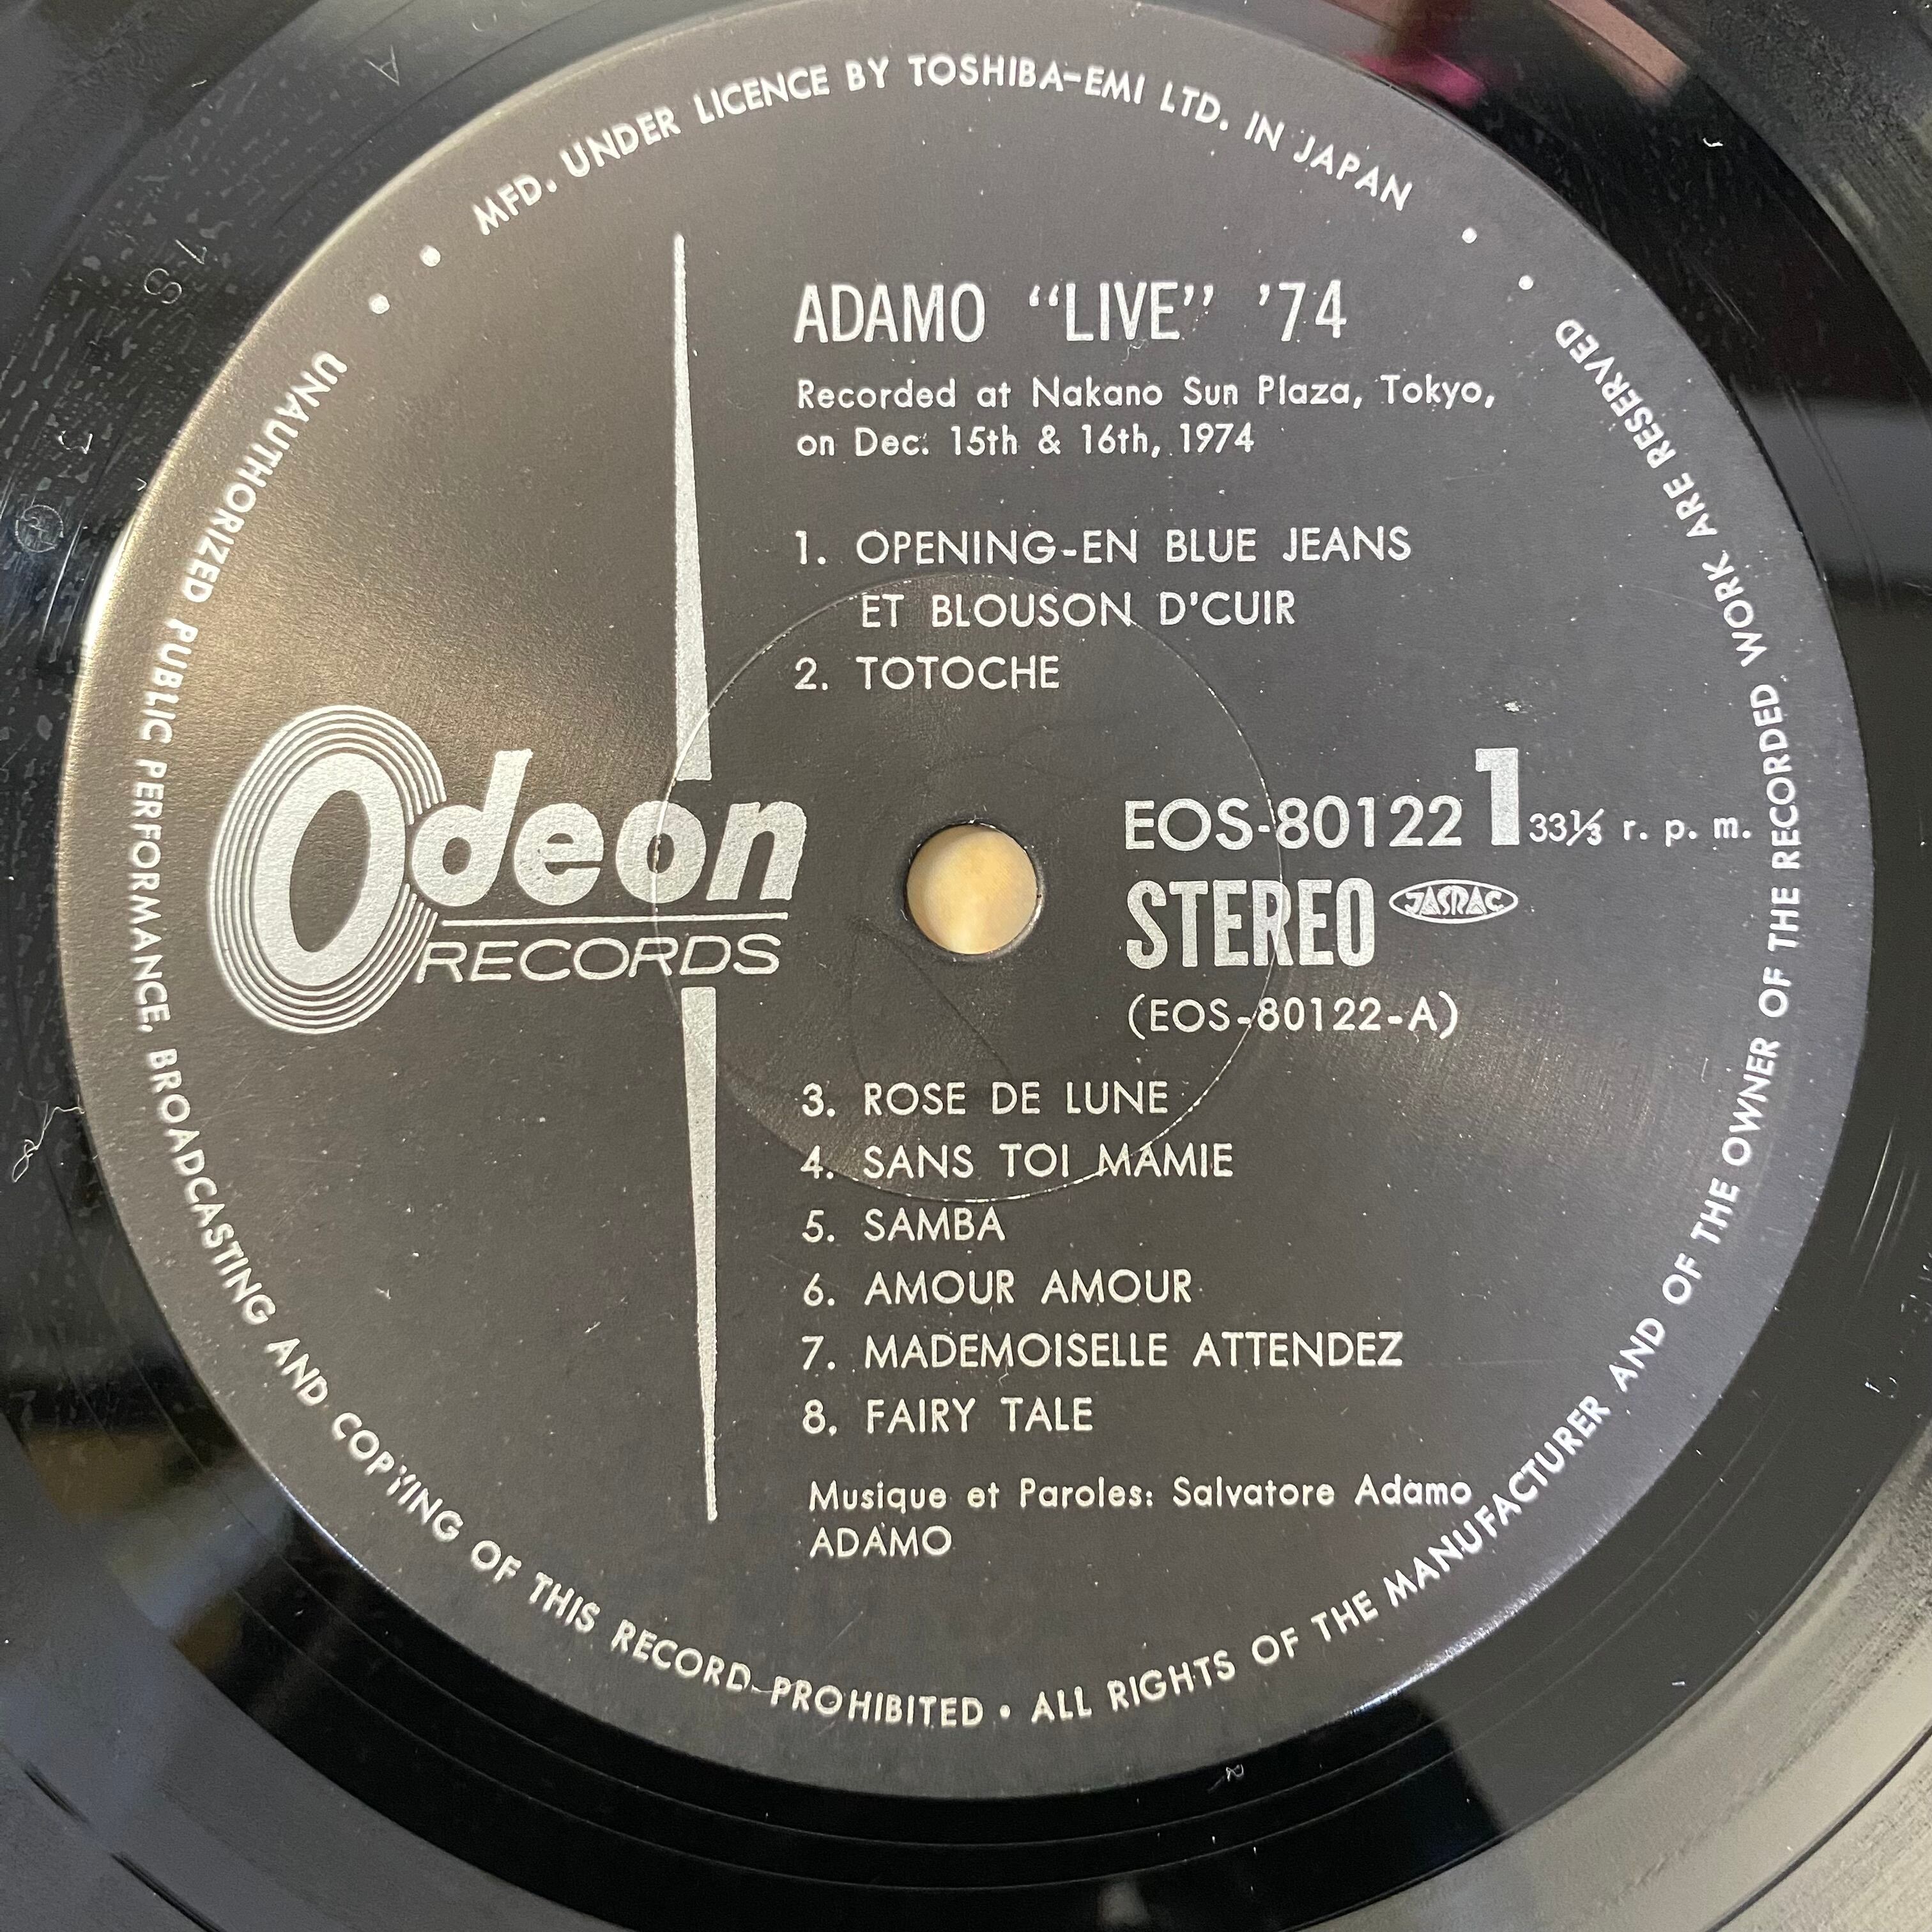 MFD. UNDER LICENCE BY TOSHIBA-EMI LTD. IN JAPAN
ADAMO “LIVE” ’74
Recorded at Nakano Sun Plaza, Tokyo,
on Dec. 15th & 16th, 1974
1. OPENING-EN BLUE JEANS
ET BLOUSON D'CUIR
2. TOTOCHE
Odeon
RECORDS
EOS-80122 1 33⅓ r. p. m.
STEREO JASRAC
(EOS-80122-A)
3. ROSE DE LUNE
4. SANS TOI MAMIE
5. SAMBA
6. AMOUR AMOUR
7. MADEMOISELLE ATTENDEZ
8. FAIRY TALE
Musique et Paroles: Salvatore Adamo
ADAMO
UNAUTHORIZED PUBLIC PERFORMANCE, BROADCASTING AND COPYING OF THIS RECORD PROHIBITED • ALL RIGHTS OF THE MANUFACTURER AND OF THE OWNER OF THE RECORDED WORK ARE RESERVED